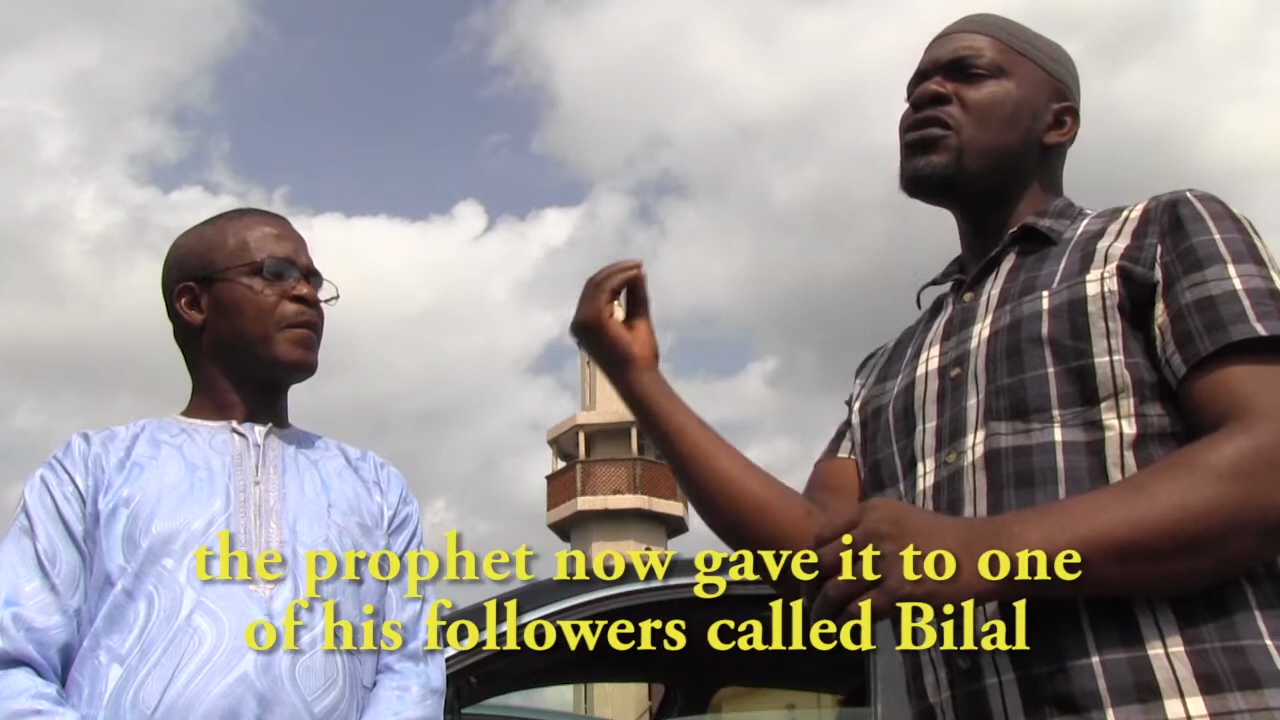 the prophet now gave it to one
of his followers called Bilal